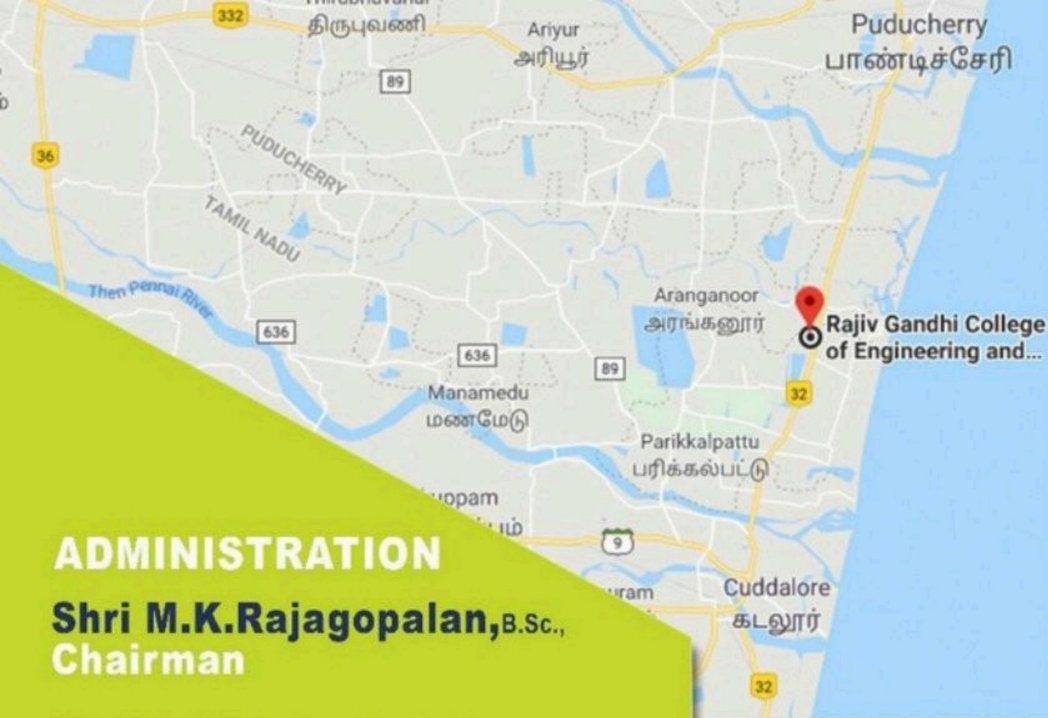 332
திருபுவணி
Ariyur
அரியூர்
Puducherry
பாண்டிச்சேரி
89
36
PUDUCHERRY
TAMIL NADU
Then Pennai River
636
636
89
Aranganoor
அரங்கனூர்
Rajiv Gandhi College
of Engineering and...
32
Manamedu
மணமேடு
Parikkalpattu
பரிக்கல்பட்டு
9
Cuddalore
கடலூர்
32
ADMINISTRATION
Shri M.K.Rajagopalan,B.Sc.,
Chairman